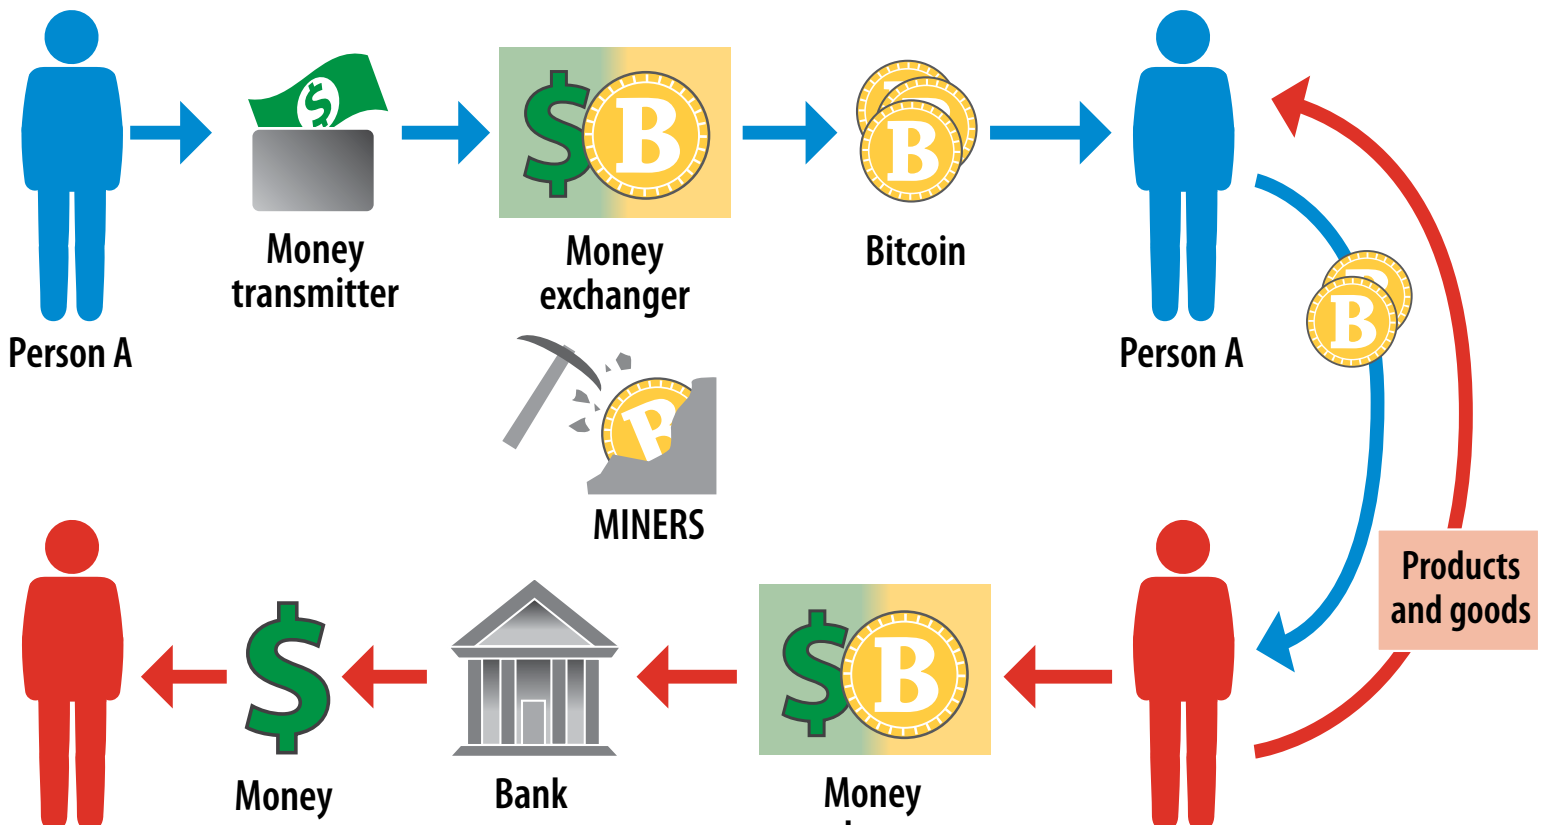 Money
transmitter
Money
exchanger
Bitcoin
Person A
Person A
MINERS
Products
and goods
Money
Bank
Money